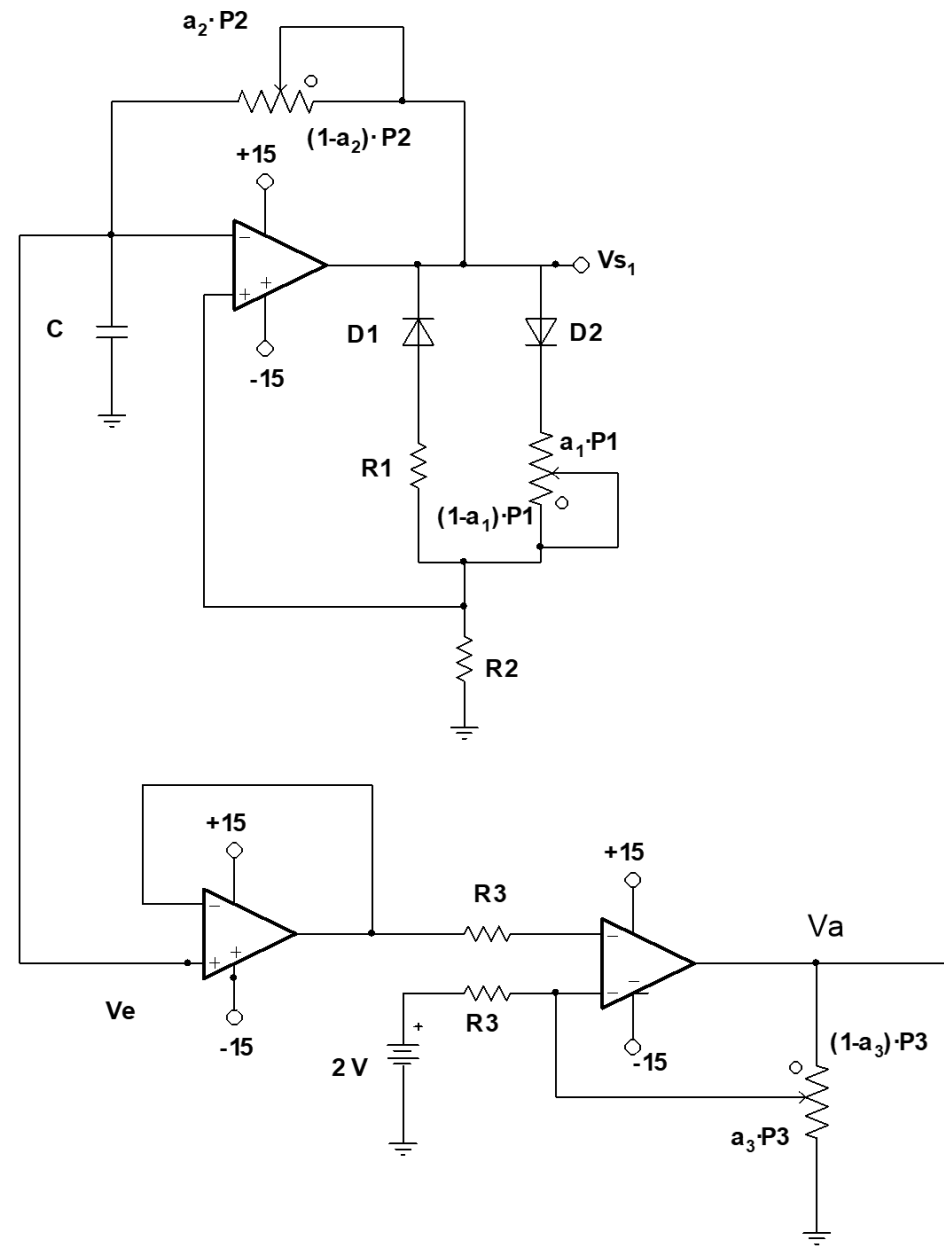 a₂·P2
(1-a₂)·P2
+15
−
+
+
-15
Vs₁
C
D1
D2
R1
a₁·P1
(1-a₁)·P1
R2
+15
−
+
+
-15
Ve
R3
R3
+
2 V
+15
−
−
−
-15
Va
(1-a₃)·P3
a₃·P3